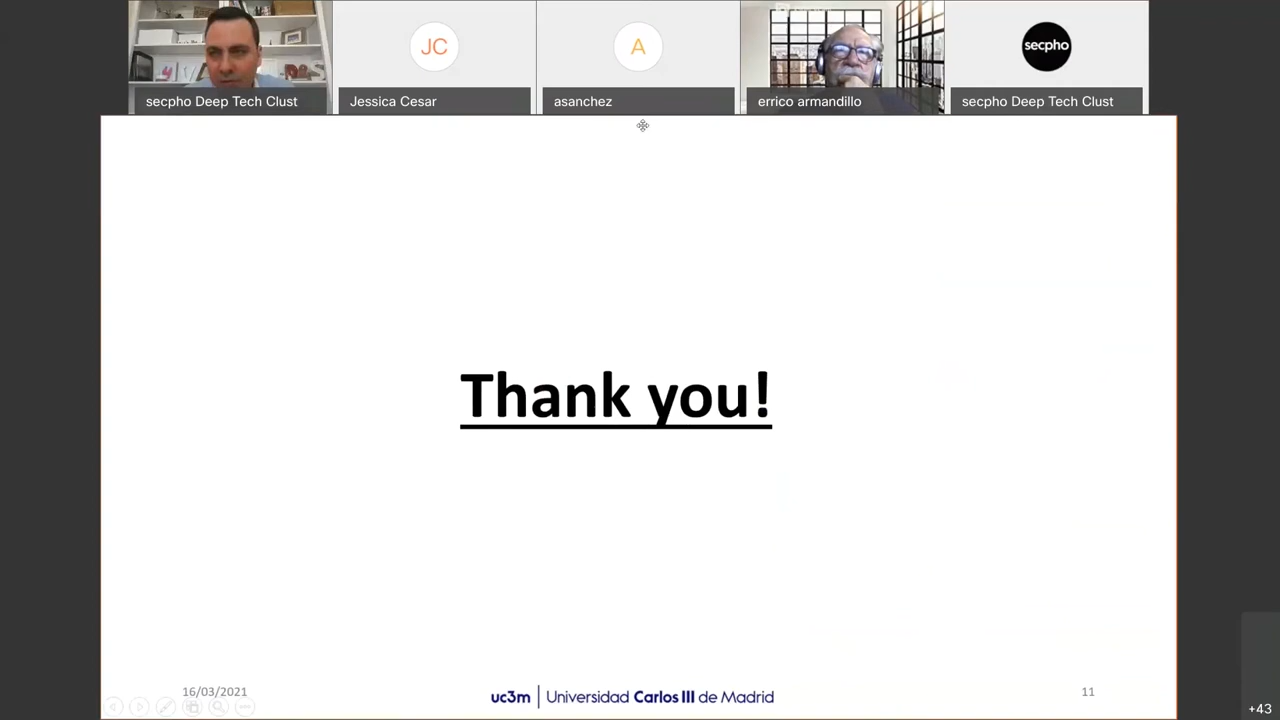 secpho
JC
A
secpho Deep Tech Clust
Jessica Cesar
asanchez
errico armandillo
secpho Deep Tech Clust
Thank you!
16/03/2021
uc3m | Universidad Carlos III de Madrid
11
+43